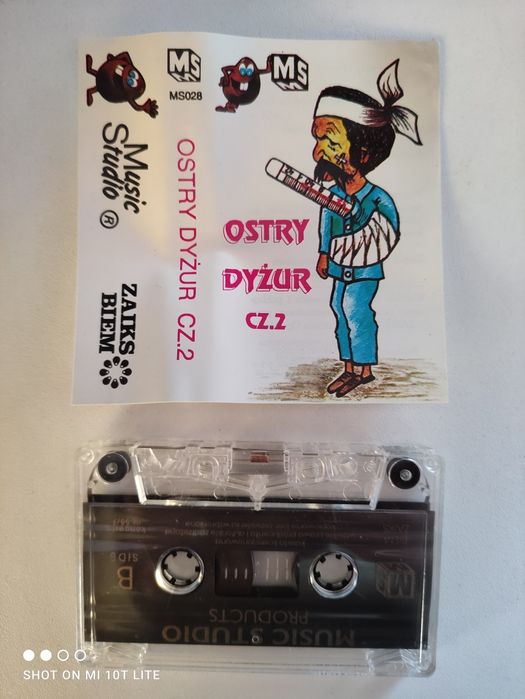 MS
MS028
MS
Music
Studio ®
OSTRY DYŻUR CZ.2
ZAIKS
BIEM
OSTRY
DYŻUR
CZ.2
MS
B
SIDE
MUSIC STUDIO
PRODUCTS
SHOT ON MI 10T LITE